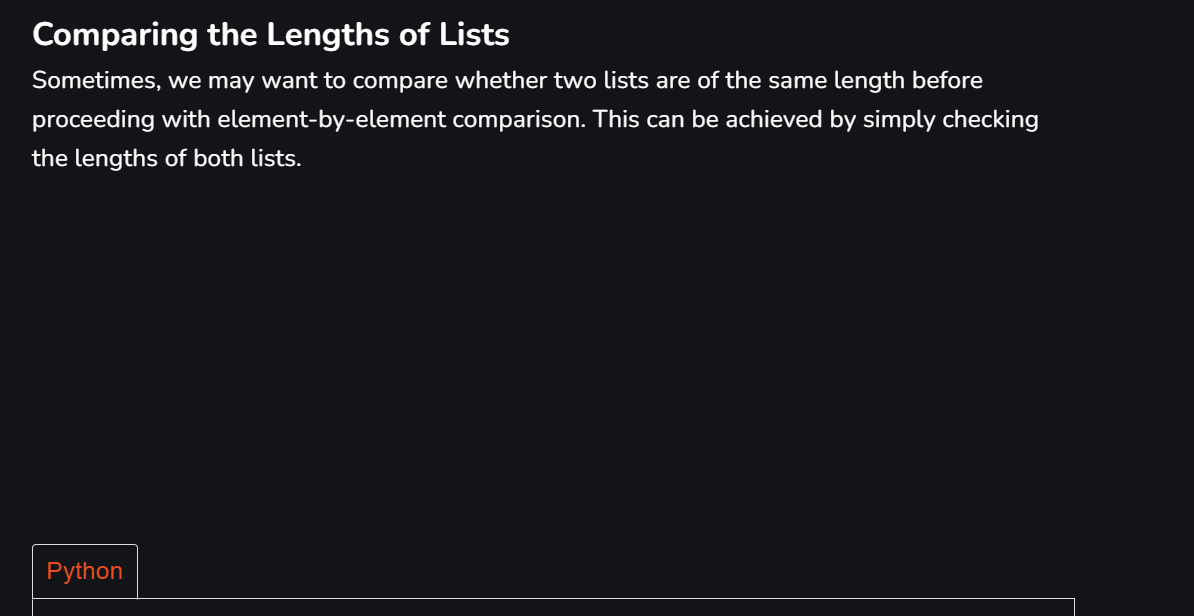 Comparing the Lengths of Lists
Sometimes, we may want to compare whether two lists are of the same length before
proceeding with element-by-element comparison. This can be achieved by simply checking
the lengths of both lists.
Python